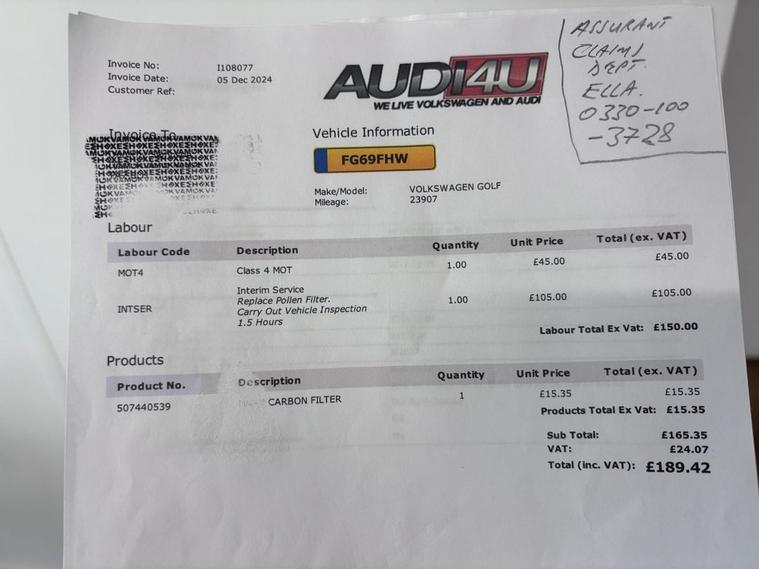 Invoice No: I108077
Invoice Date: 05 Dec 2024
Customer Ref:
AUDI4U
WE LIVE VOLKSWAGEN AND AUDI
ASSURANT
CLAIMS
DEPT.
ELLA.
0330-100
-3728
Invoice To
Vehicle Information
FG69FHW
Make/Model: VOLKSWAGEN GOLF
Mileage: 23907
Labour
Labour Code Description Quantity Unit Price Total (ex. VAT)
MOT4 Class 4 MOT 1.00 £45.00 £45.00
INTSER Interim Service 1.00 £105.00 £105.00
Replace Pollen Filter.
Carry Out Vehicle Inspection
1.5 Hours
Labour Total Ex Vat: £150.00
Products
Product No. Description Quantity Unit Price Total (ex. VAT)
507440539 CARBON FILTER 1 £15.35 £15.35
Products Total Ex Vat: £15.35
Sub Total: £165.35
VAT: £24.07
Total (inc. VAT): £189.42